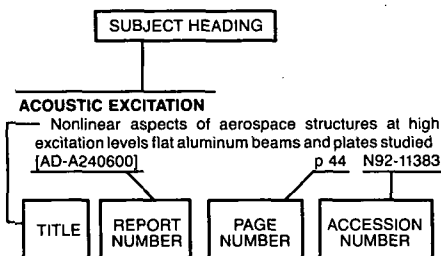 SUBJECT HEADING
ACOUSTIC EXCITATION
Nonlinear aspects of aerospace structures at high
excitation levels flat aluminum beams and plates studied
[AD-A240600] p 44 N92-11383
TITLE
REPORT NUMBER
PAGE NUMBER
ACCESSION NUMBER